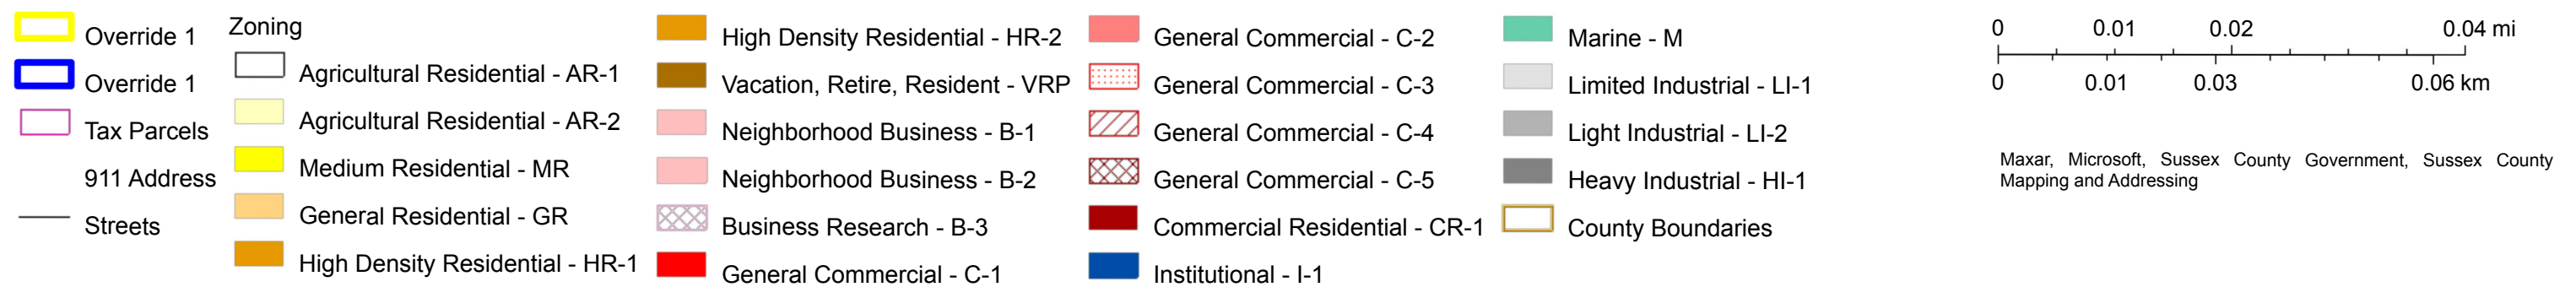 Override 1
Override 1
Tax Parcels
911 Address
Streets
Zoning
Agricultural Residential - AR-1
Agricultural Residential - AR-2
Medium Residential - MR
General Residential - GR
High Density Residential - HR-1
High Density Residential - HR-2
Vacation, Retire, Resident - VRP
Neighborhood Business - B-1
Neighborhood Business - B-2
Business Research - B-3
General Commercial - C-1
General Commercial - C-2
General Commercial - C-3
General Commercial - C-4
General Commercial - C-5
Commercial Residential - CR-1
Institutional - I-1
Marine - M
Limited Industrial - LI-1
Light Industrial - LI-2
Heavy Industrial - HI-1
County Boundaries
0 0.01 0.02 0.04 mi
0 0.01 0.03 0.06 km
Maxar, Microsoft, Sussex County Government, Sussex County
Mapping and Addressing